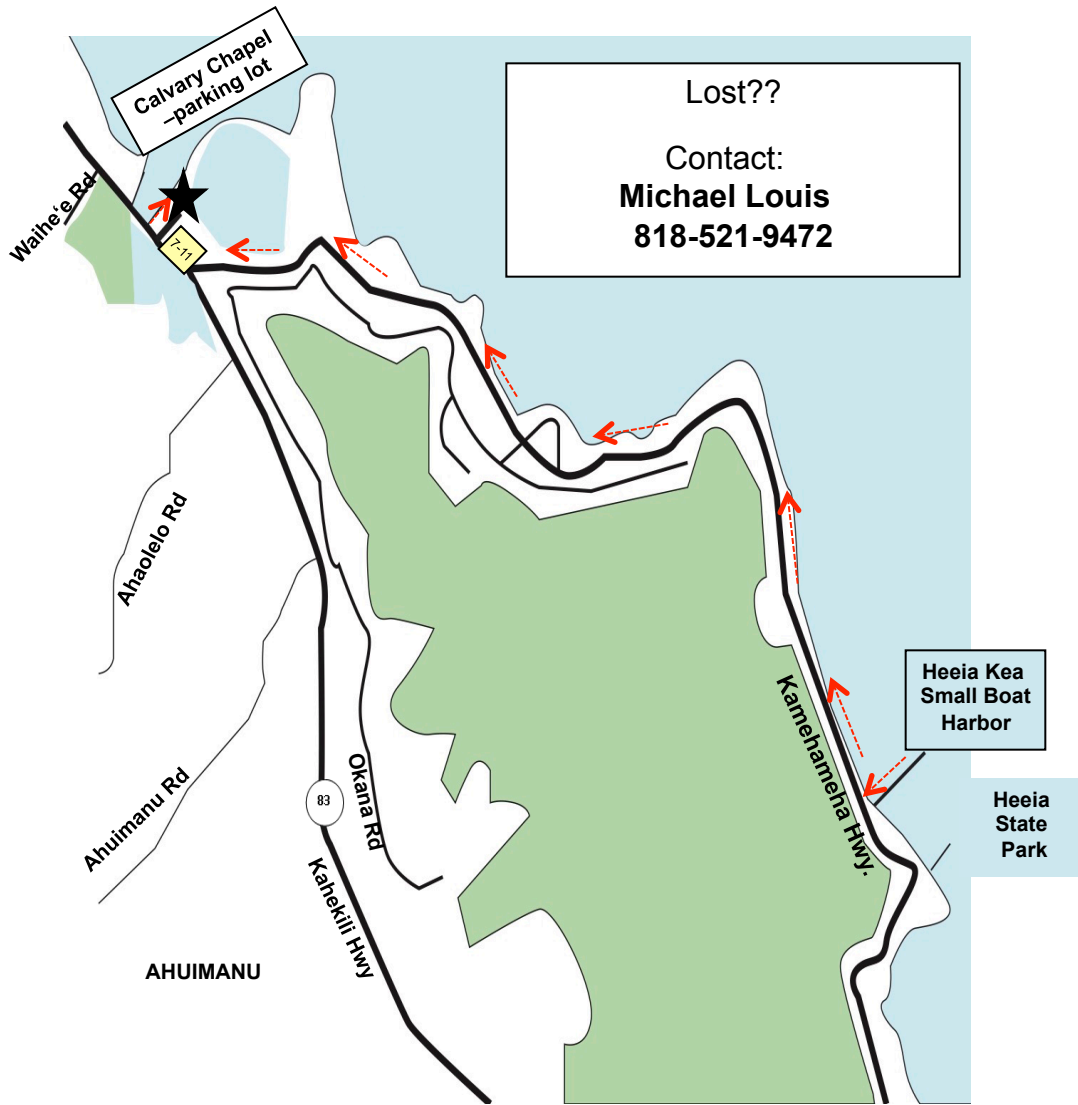 Calvary Chapel
–parking lot
Lost??
Contact:
Michael Louis
818-521-9472
Waihe‘e Rd
7-11
Ahaolelo Rd
Ahuimanu Rd
83
Okana Rd
Kahekili Hwy
AHUIMANU
Kamehameha Hwy.
Heeia Kea
Small Boat
Harbor
Heeia
State
Park